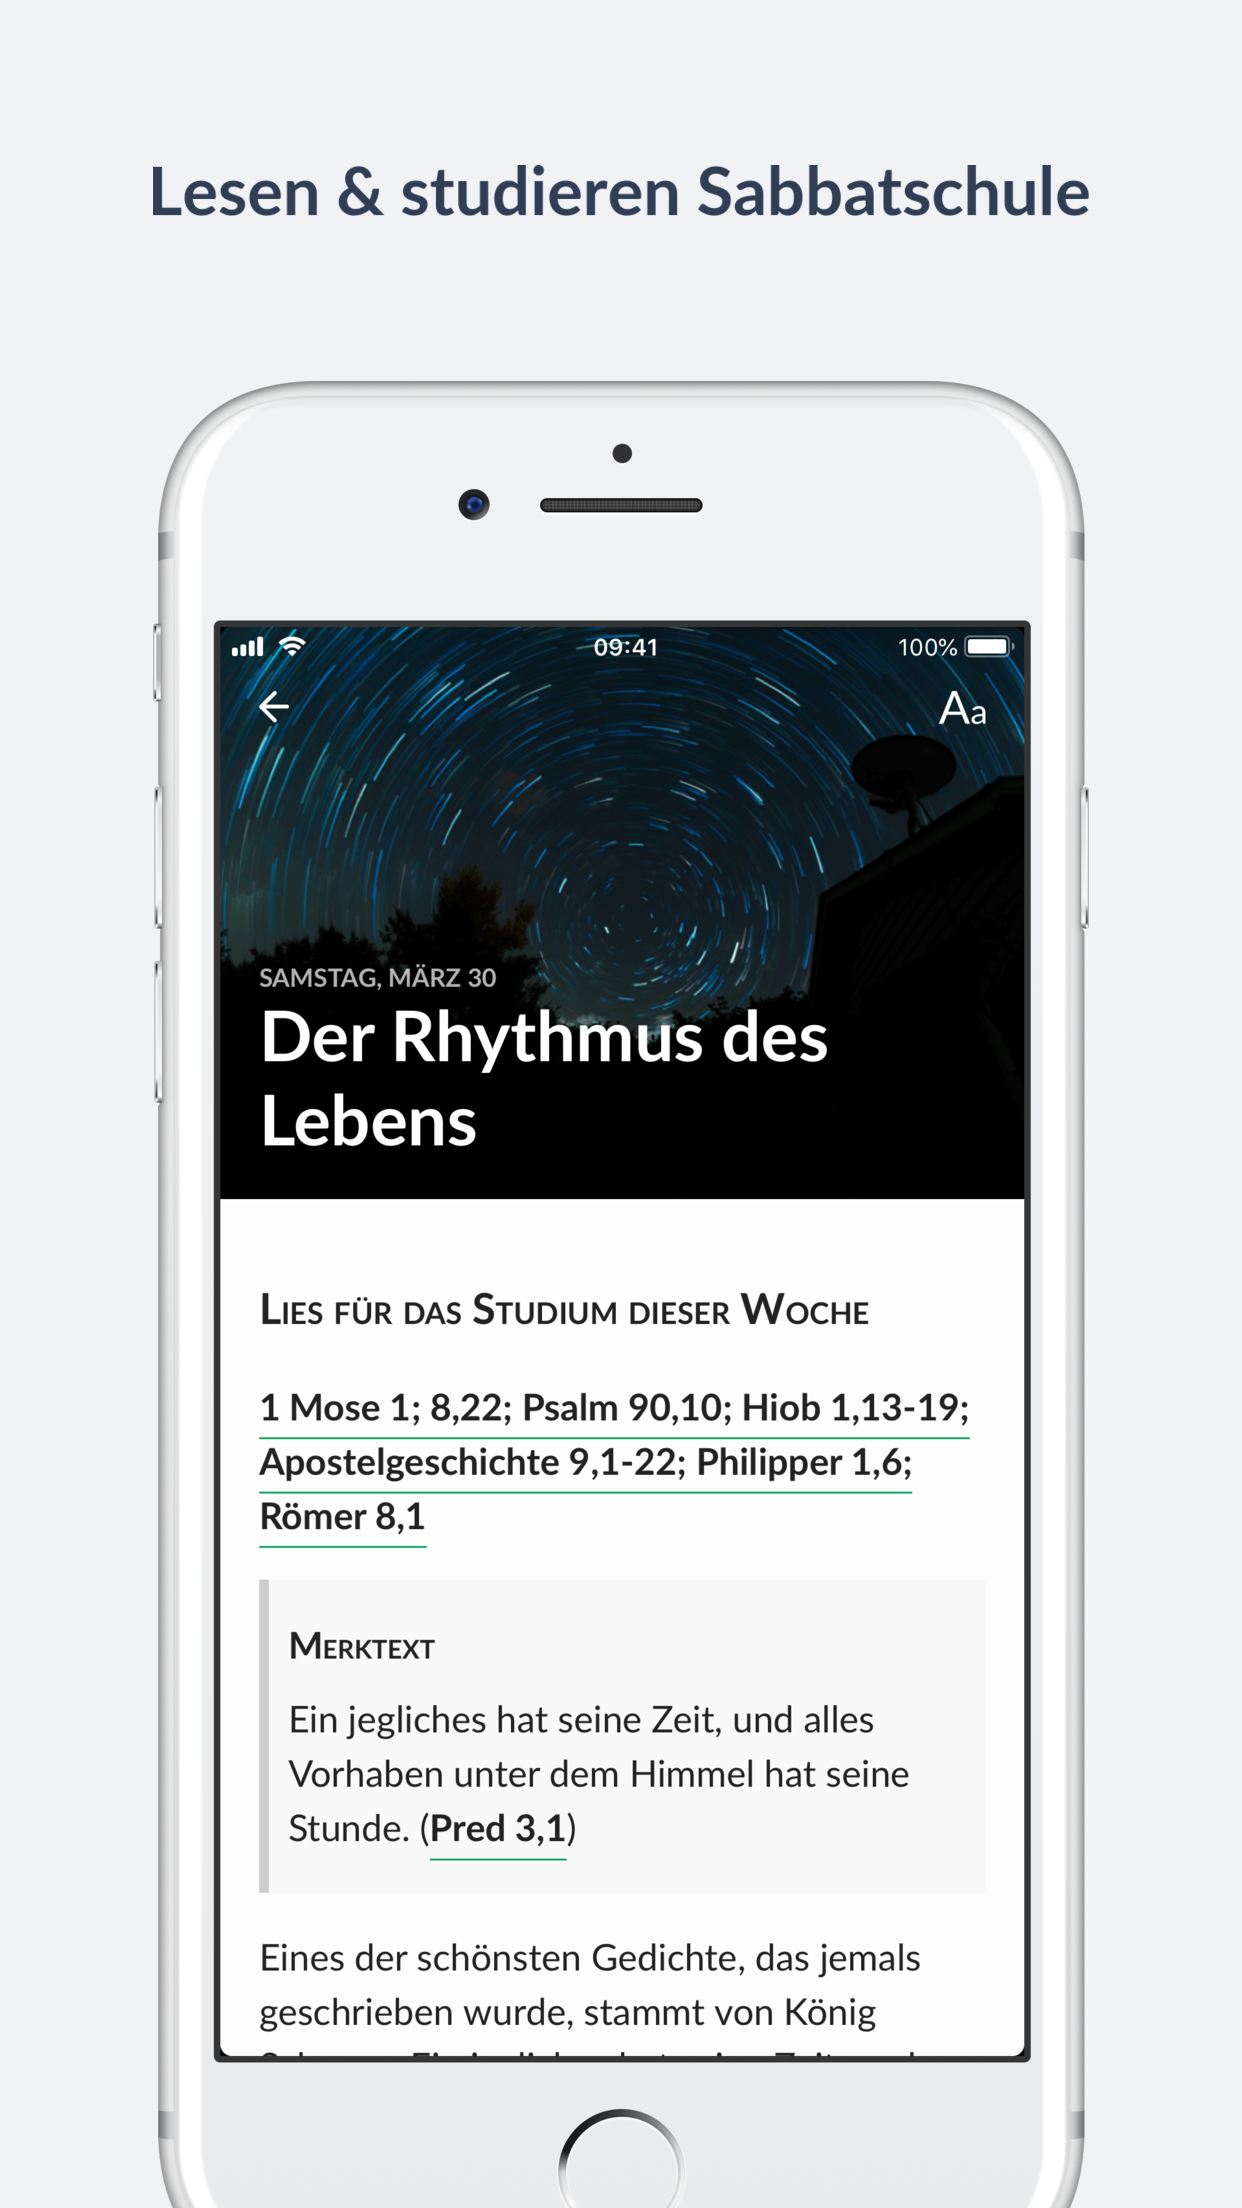 Lesen & studieren Sabbatschule
09:41
100%
Aa
SAMSTAG, MÄRZ 30
Der Rhythmus des
Lebens
Lies für das Studium dieser Woche
1 Mose 1; 8,22; Psalm 90,10; Hiob 1,13-19;
Apostelgeschichte 9,1-22; Philipper 1,6;
Römer 8,1
Merktext
Ein jegliches hat seine Zeit, und alles
Vorhaben unter dem Himmel hat seine
Stunde. (Pred 3,1)
Eines der schönsten Gedichte, das jemals
geschrieben wurde, stammt von König